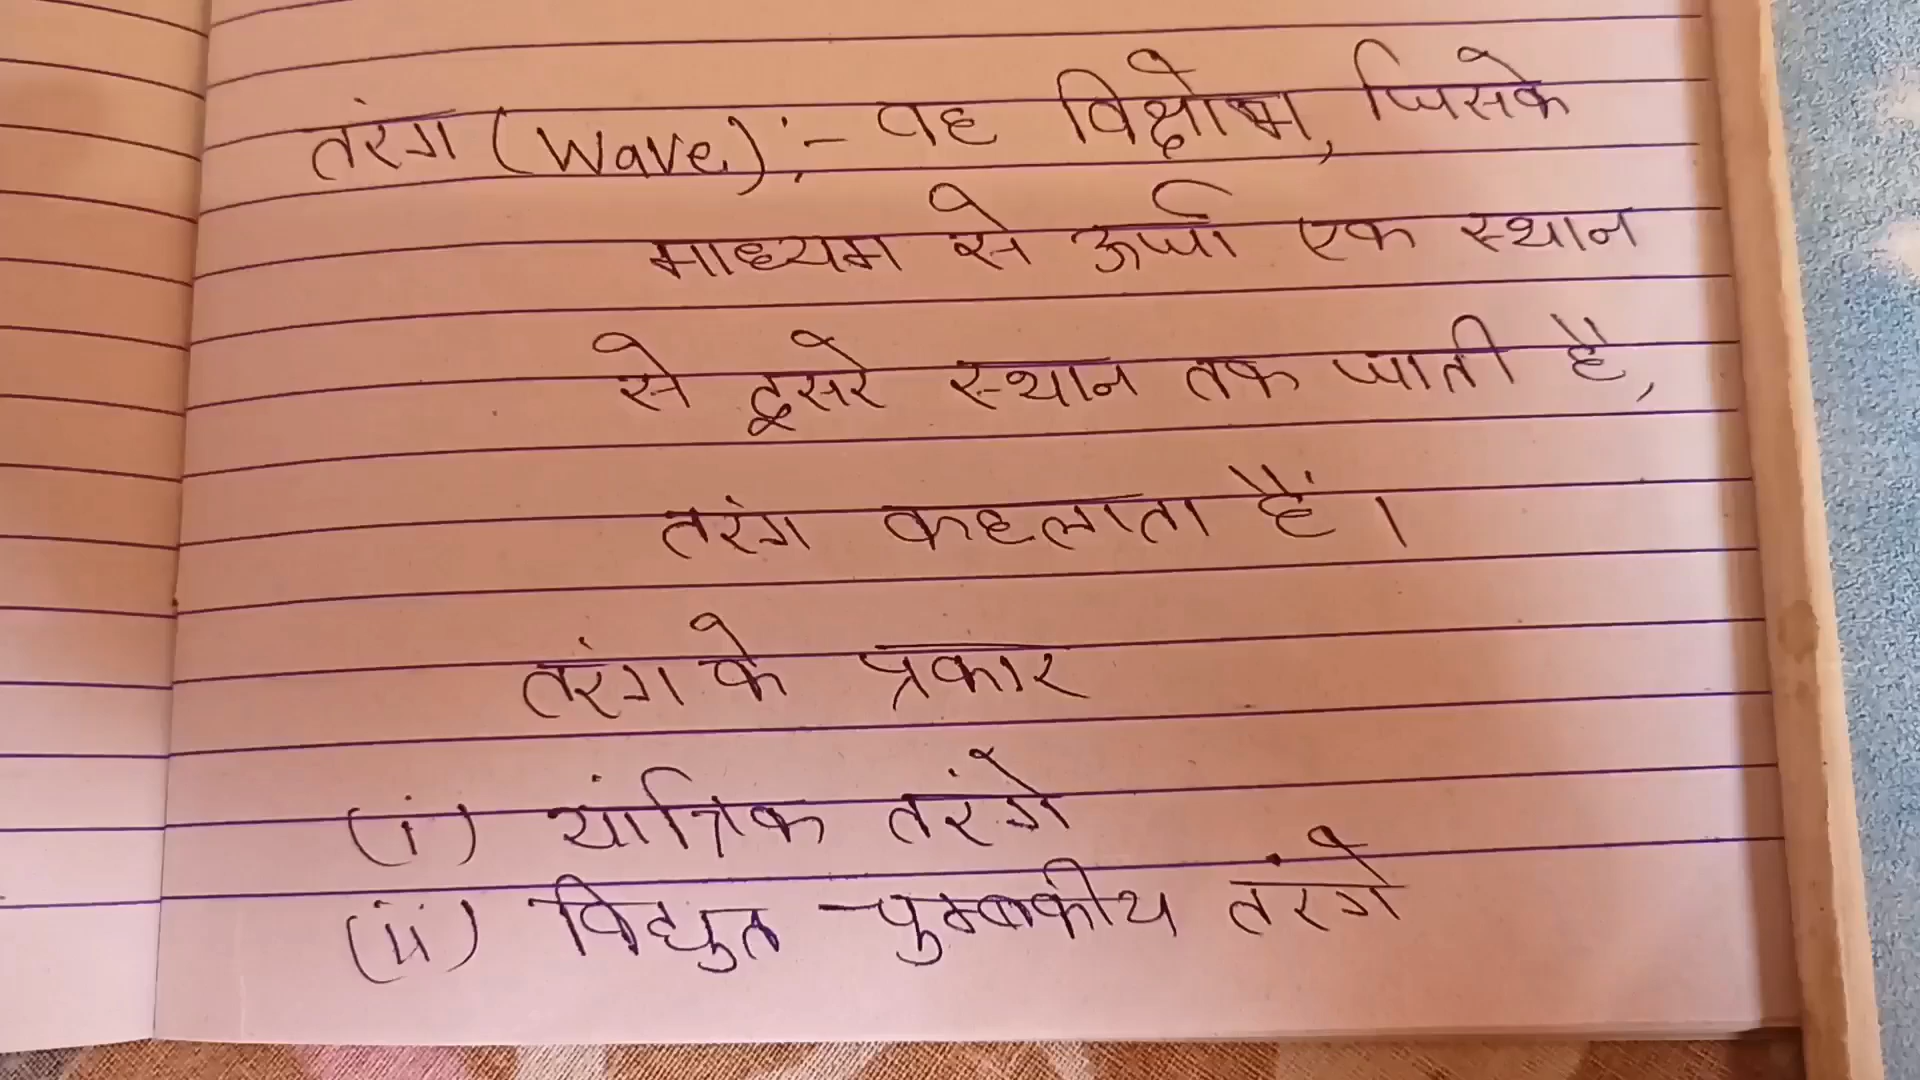 तरंग (Wave):- वह विक्षोभ, जिसके
माध्यम से ऊर्जा एक स्थान
से दूसरे स्थान तक जाती है,
तरंग कहलाता हैं।
तरंग के प्रकार
(i) यांत्रिक तरंगे
(ii) विद्युत चुम्बकीय तरंगे